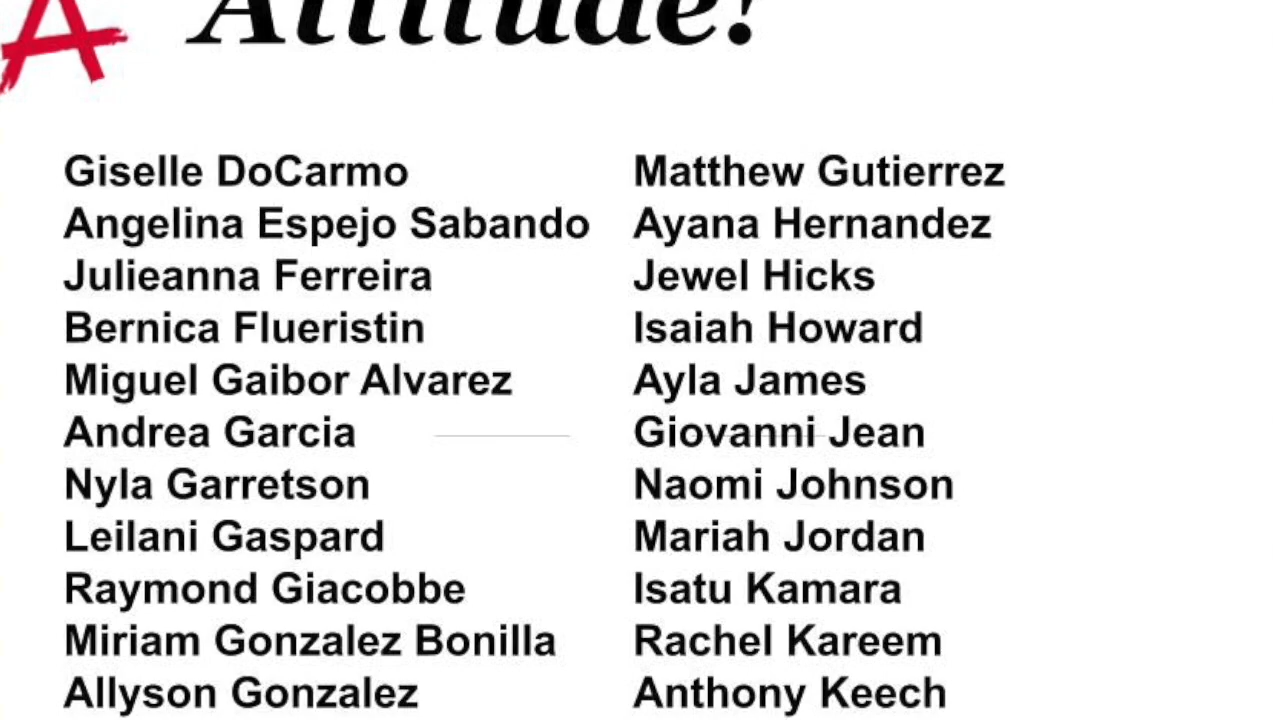 A Attitude!
Giselle DoCarmo
Angelina Espejo Sabando
Julieanna Ferreira
Bernica Flueristin
Miguel Gaibor Alvarez
Andrea Garcia
Nyla Garretson
Leilani Gaspard
Raymond Giacobbe
Miriam Gonzalez Bonilla
Allyson Gonzalez
Matthew Gutierrez
Ayana Hernandez
Jewel Hicks
Isaiah Howard
Ayla James
Giovanni Jean
Naomi Johnson
Mariah Jordan
Isatu Kamara
Rachel Kareem
Anthony Keech